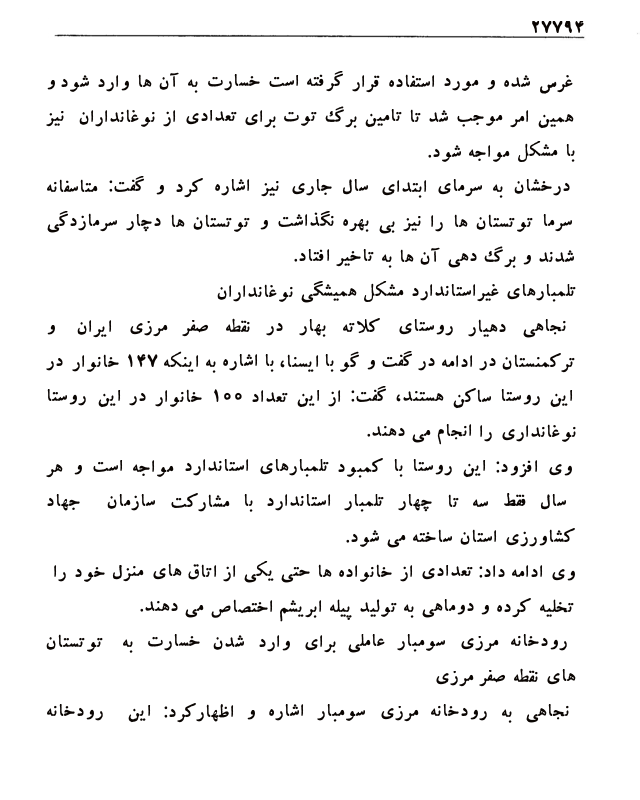 ۲۷۷۹۴
غرس شده و مورد استفاده قرار گرفته است خسارت به آن ها وارد شود و
همین امر موجب شد تا تامین برگ توت برای تعدادی از نوغانداران نیز
با مشکل مواجه شود.
درخشان به سرمای ابتدای سال جاری نیز اشاره کرد و گفت: متاسفانه
سرما توتستان ها را نیز بی بهره نگذاشت و توتستان ها دچار سرمازدگی
شدند و برگ دهی آن ها به تاخیر افتاد.
تلمبارهای غیراستاندارد مشکل همیشگی نوغانداران
نجاهی دهیار روستای کلاته بهار در نقطه صفر مرزی ایران و
ترکمنستان در ادامه در گفت و گو با ایسنا، با اشاره به اینکه ۱۴۷ خانوار در
این روستا ساکن هستند، گفت: از این تعداد ۱۰۰ خانوار در این روستا
نوغانداری را انجام می دهند.
وی افزود: این روستا با کمبود تلمبارهای استاندارد مواجه است و هر
سال فقط سه تا چهار تلمبار استاندارد با مشارکت سازمان جهاد
کشاورزی استان ساخته می شود.
وی ادامه داد: تعدادی از خانواده ها حتی یکی از اتاق های منزل خود را
تخلیه کرده و دوماهی به تولید پیله ابریشم اختصاص می دهند.
رودخانه مرزی سومبار عاملی برای وارد شدن خسارت به توتستان
های نقطه صفر مرزی
نجاهی به رودخانه مرزی سومبار اشاره و اظهارکرد: این رودخانه